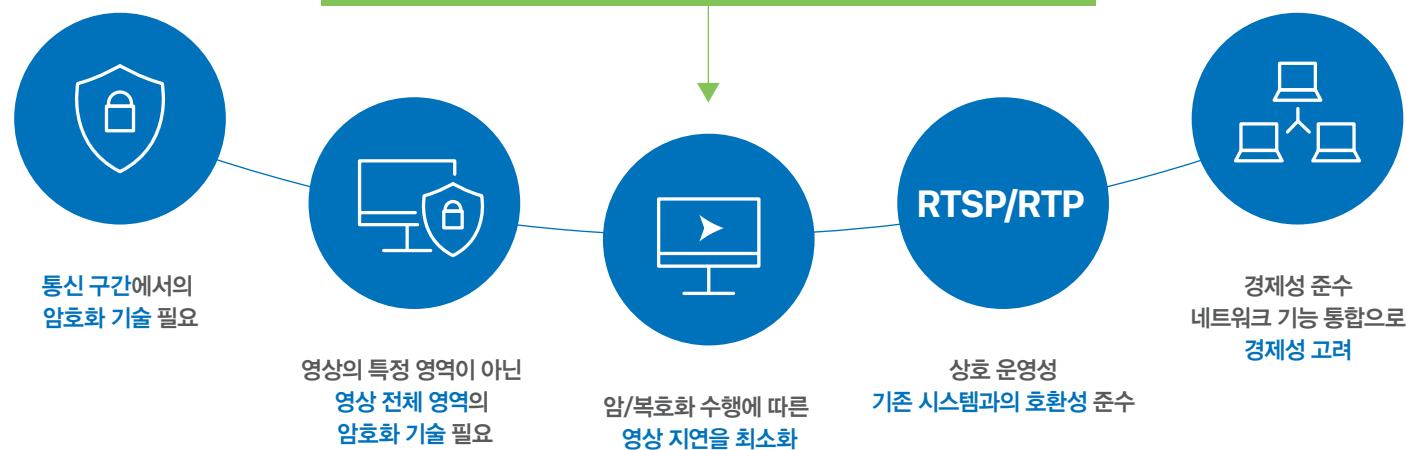 통신 구간에서의
암호화 기술 필요
영상의 특정 영역이 아닌
영상 전체 영역의
암호화 기술 필요
암/복호화 수행에 따른
영상 지연을 최소화
RTSP/RTP
상호 운영성
기존 시스템과의 호환성 준수
경제성 준수
네트워크 기능 통합으로
경제성 고려